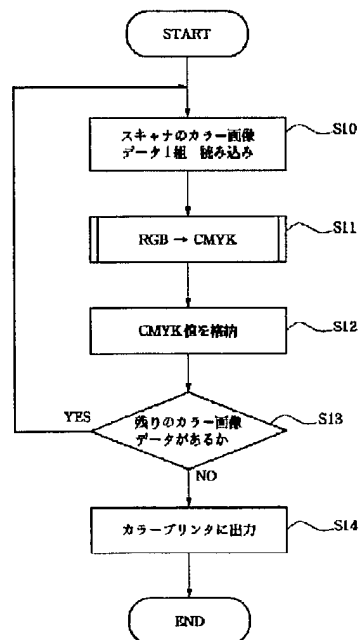 START
スキャナのカラー画像
データ1組 読み込み
S10
RGB → CMYK
S11
CMYK値を格納
S12
残りのカラー画像
データがあるか
S13
YES
NO
カラープリンタに出力
S14
END